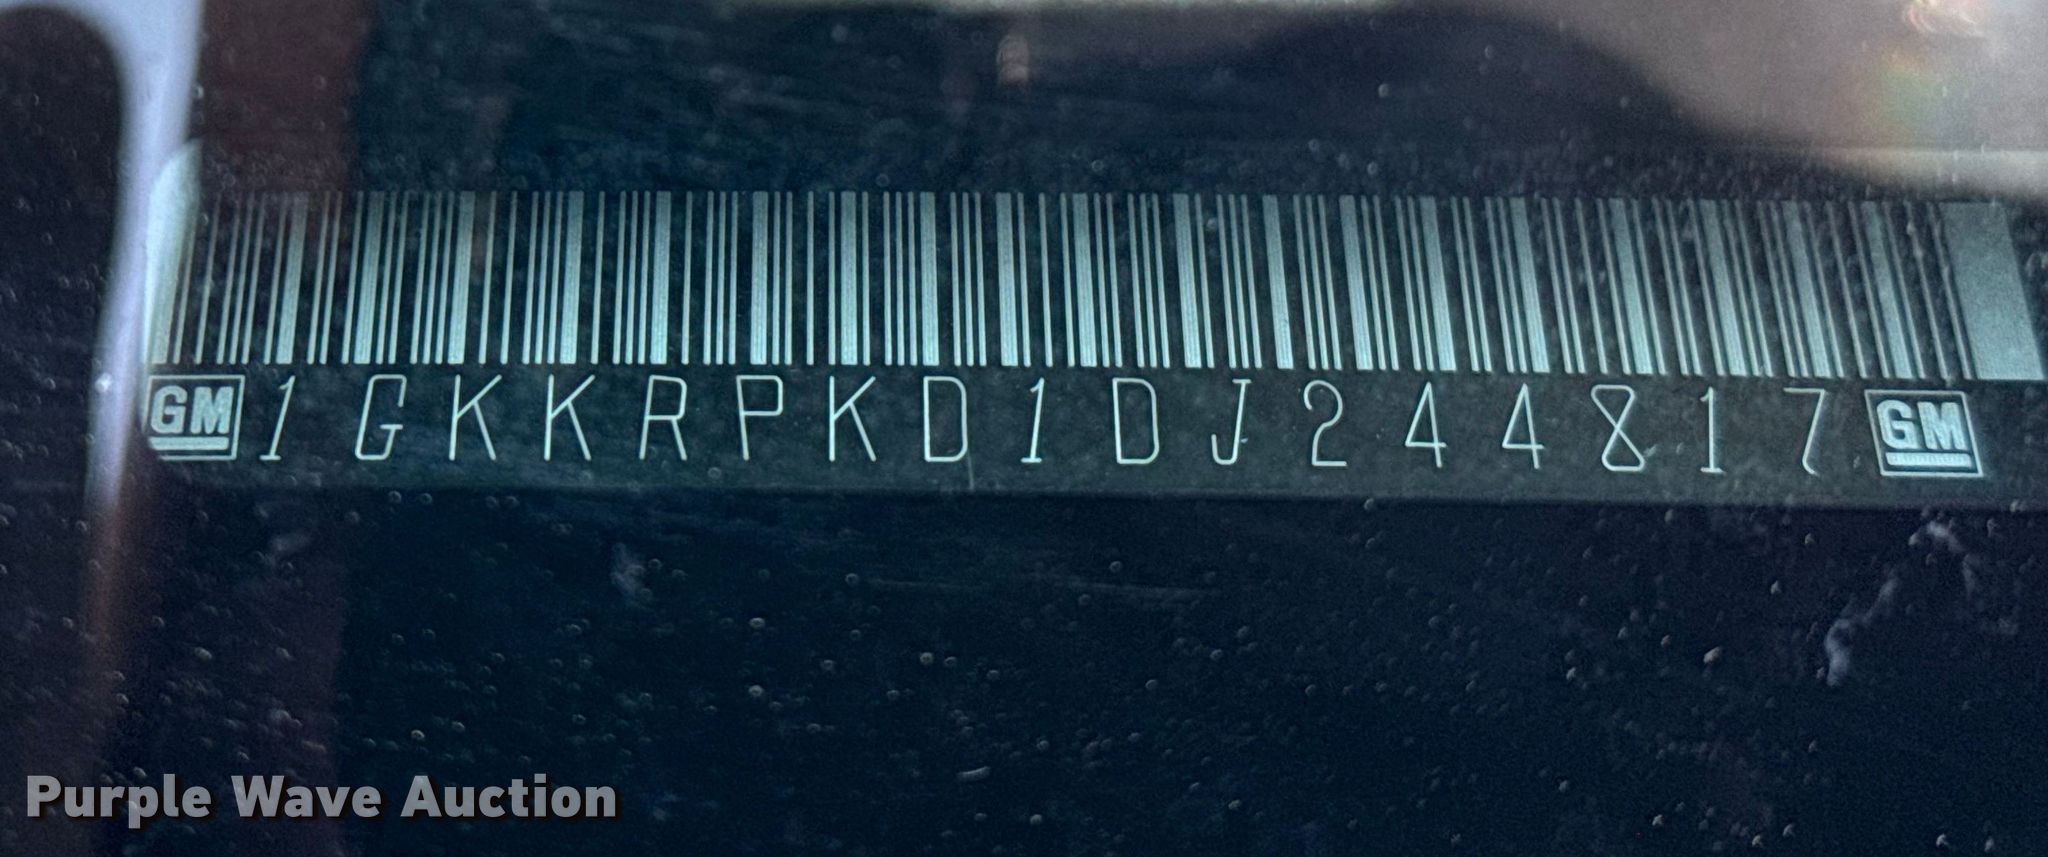 GM 1GKKRPKD1DJ244817 GM
Purple Wave Auction